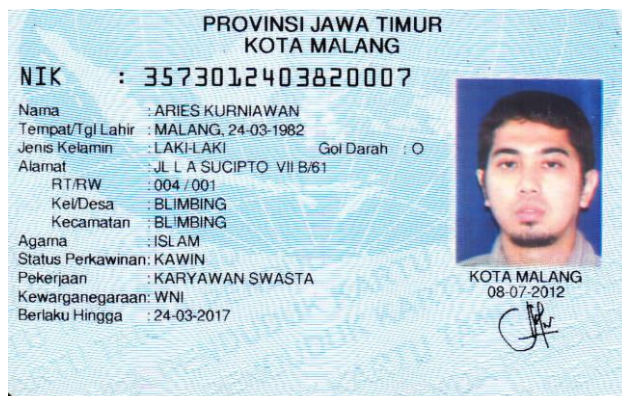 PROVINSI JAWA TIMUR
KOTA MALANG
NIK : 3573012403820007
Nama : ARIES KURNIAWAN
Tempat/Tgl Lahir : MALANG, 24-03-1982
Jenis Kelamin : LAKI-LAKI Gol Darah : O
Alamat : JL L A SUCIPTO VII B/61
RT/RW : 004 / 001
Kel/Desa : BLIMBING
Kecamatan : BLIMBING
Agama : ISLAM
Status Perkawinan: KAWIN
Pekerjaan : KARYAWAN SWASTA
Kewarganegaraan: WNI
Berlaku Hingga : 24-03-2017
KOTA MALANG
08-07-2012